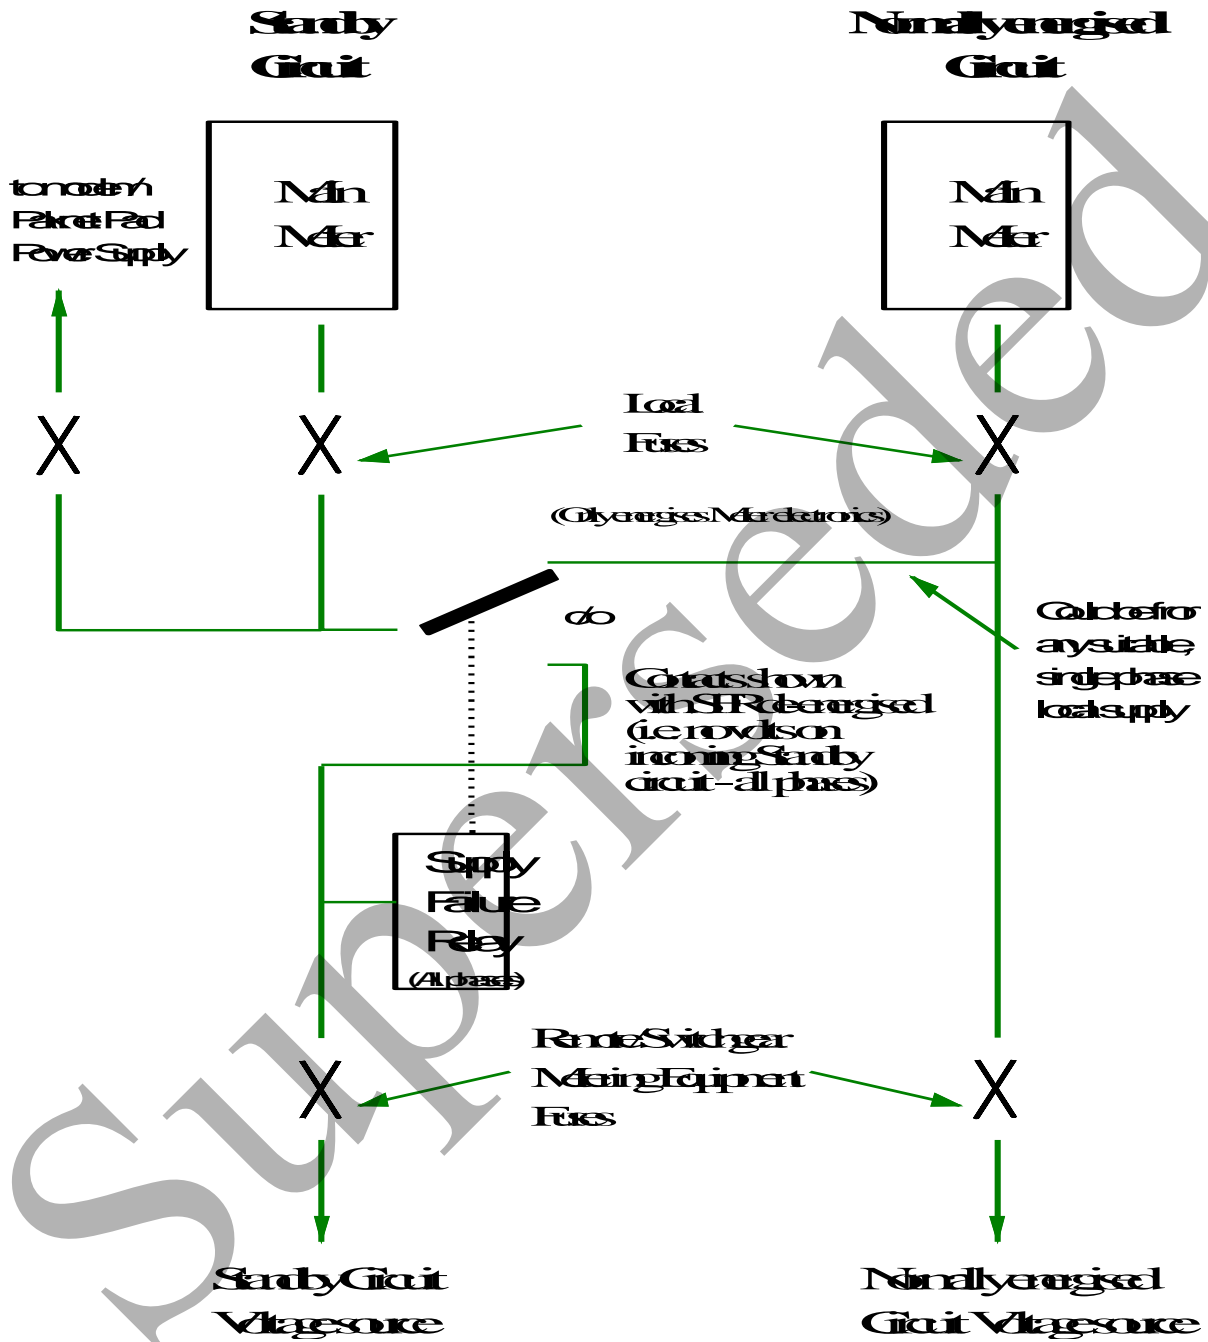 Standby
Circuit
Normally energised
Circuit
to modem/
Paknet Pad
Power Supply
Main
Meter
Main
Meter
Local
Fuses
(Only energises Meter electronics)
c/o
Could be from
any suitable,
single phase
local supply
Contacts shown
with SFR de-energised
(i.e. no volts on
incoming Standby
circuit - all phases)
Supply
Failure
Relay
(All phases)
Remote/Switchgear
Metering Equipment
Fuses
Standby Circuit
Voltage source
Normally energised
Circuit Voltage source
Superseded